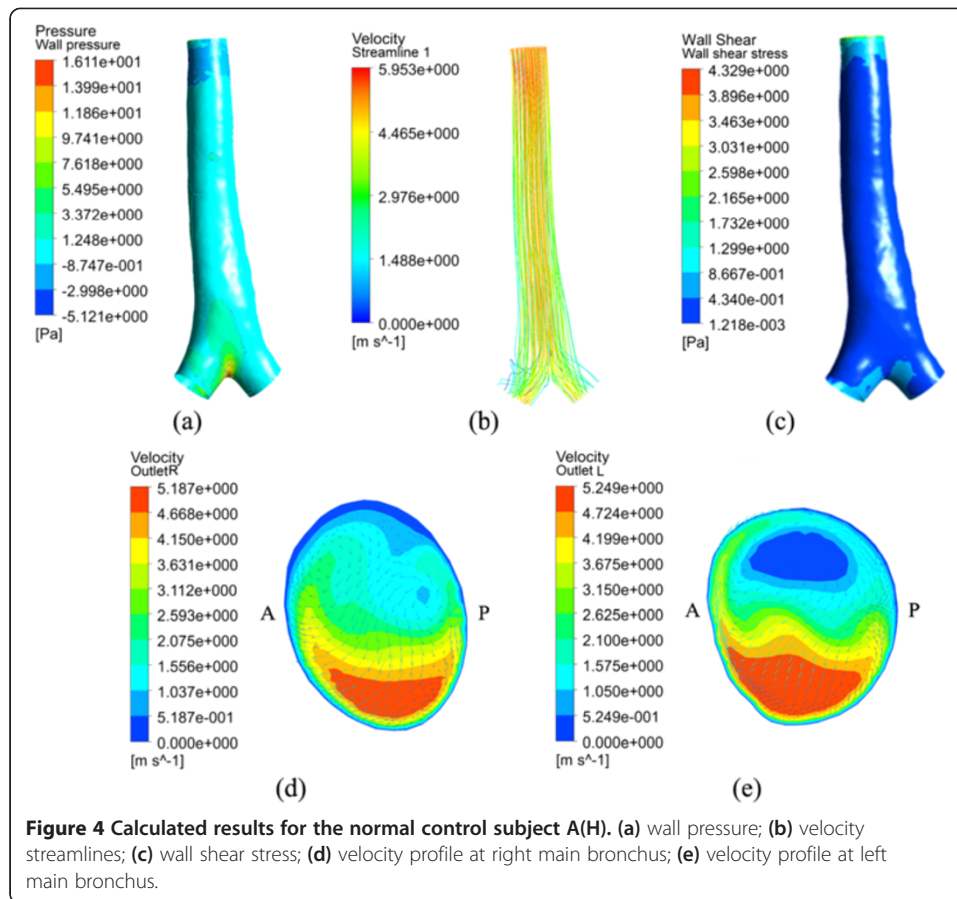 Pressure
Wall pressure
1.611e+001
1.399e+001
1.186e+001
9.741e+000
7.618e+000
5.495e+000
3.372e+000
1.248e+000
-8.747e-001
-2.998e+000
-5.121e+000
[Pa]
(a)
Velocity
Streamline 1
5.953e+000
4.465e+000
2.976e+000
1.488e+000
0.000e+000
[m s^-1]
(b)
Wall Shear
Wall shear stress
4.329e+000
3.896e+000
3.463e+000
3.031e+000
2.598e+000
2.165e+000
1.732e+000
1.299e+000
8.667e-001
4.340e-001
1.218e-003
[Pa]
(c)
Velocity
OutletR
5.187e+000
4.668e+000
4.150e+000
3.631e+000
3.112e+000
2.593e+000
2.075e+000
1.556e+000
1.037e+000
5.187e-001
0.000e+000
[m s^-1]
A
P
(d)
Velocity
Outlet L
5.249e+000
4.724e+000
4.199e+000
3.675e+000
3.150e+000
2.625e+000
2.100e+000
1.575e+000
1.050e+000
5.249e-001
0.000e+000
[m s^-1]
A
P
(e)
Figure 4 Calculated results for the normal control subject A(H). (a) wall pressure; (b) velocity
streamlines; (c) wall shear stress; (d) velocity profile at right main bronchus; (e) velocity profile at left
main bronchus.